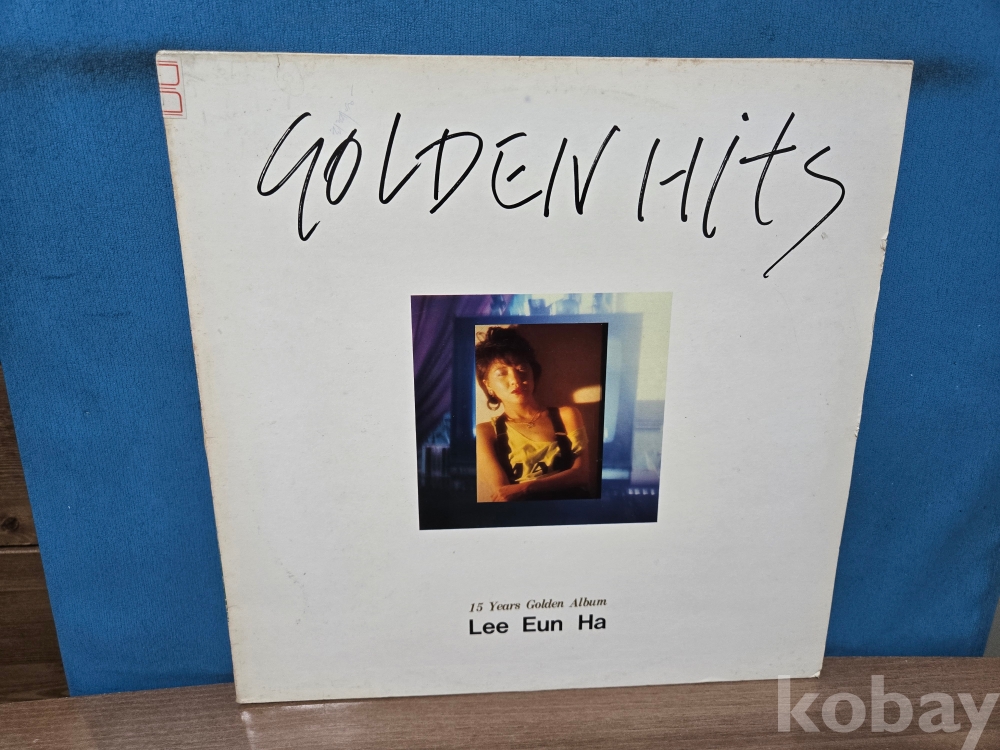 GOLDEN Hits
15 Years Golden Album
Lee Eun Ha
kobay